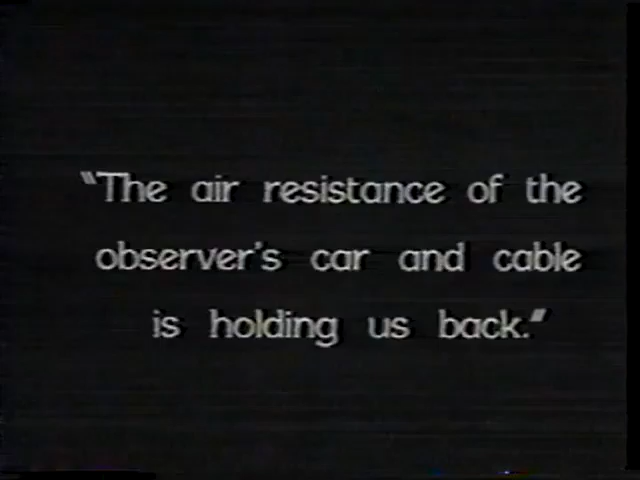 "The air resistance of the
observer's car and cable
is holding us back."